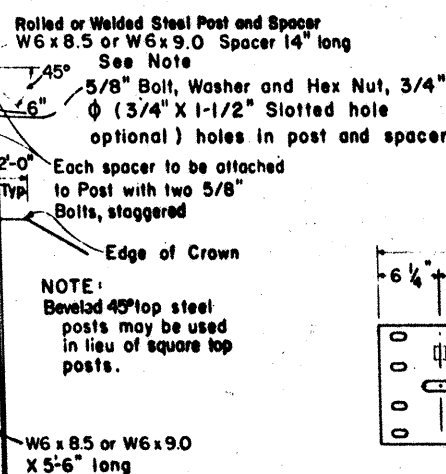 Rolled or Welded Steel Post and Spacer
W6 x 8.5 or W6 x 9.0 Spacer 14" long
See Note
45°
5/8" Bolt, Washer and Hex Nut, 3/4"
6"
ϕ (3/4" X 1-1/2" Slotted hole
optional) holes in post and spacer
2'-0"
Typ
Each spacer to be attached
to Post with two 5/8"
Bolts, staggered
Edge of Crown
6 1/4"
NOTE:
Beveled 45° top steel
posts may be used
in lieu of square top
posts.
W6 x 8.5 or W6 x 9.0
X 5'-6" long